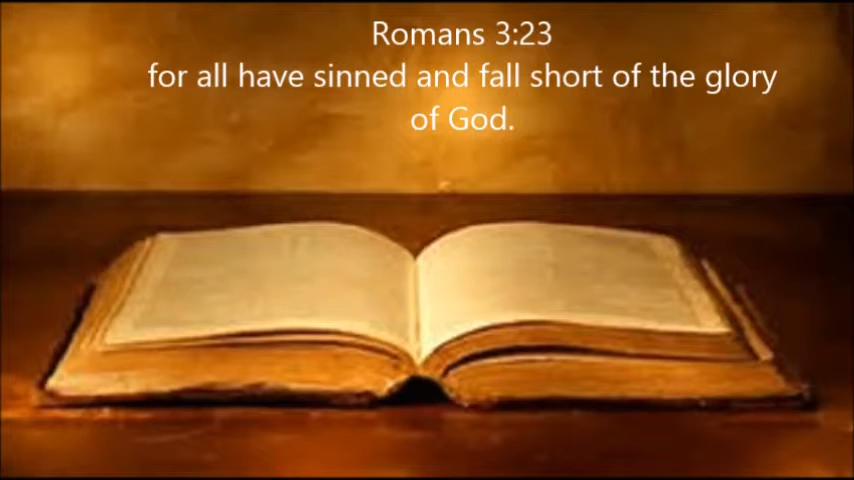 Romans 3:23
for all have sinned and fall short of the glory
of God.